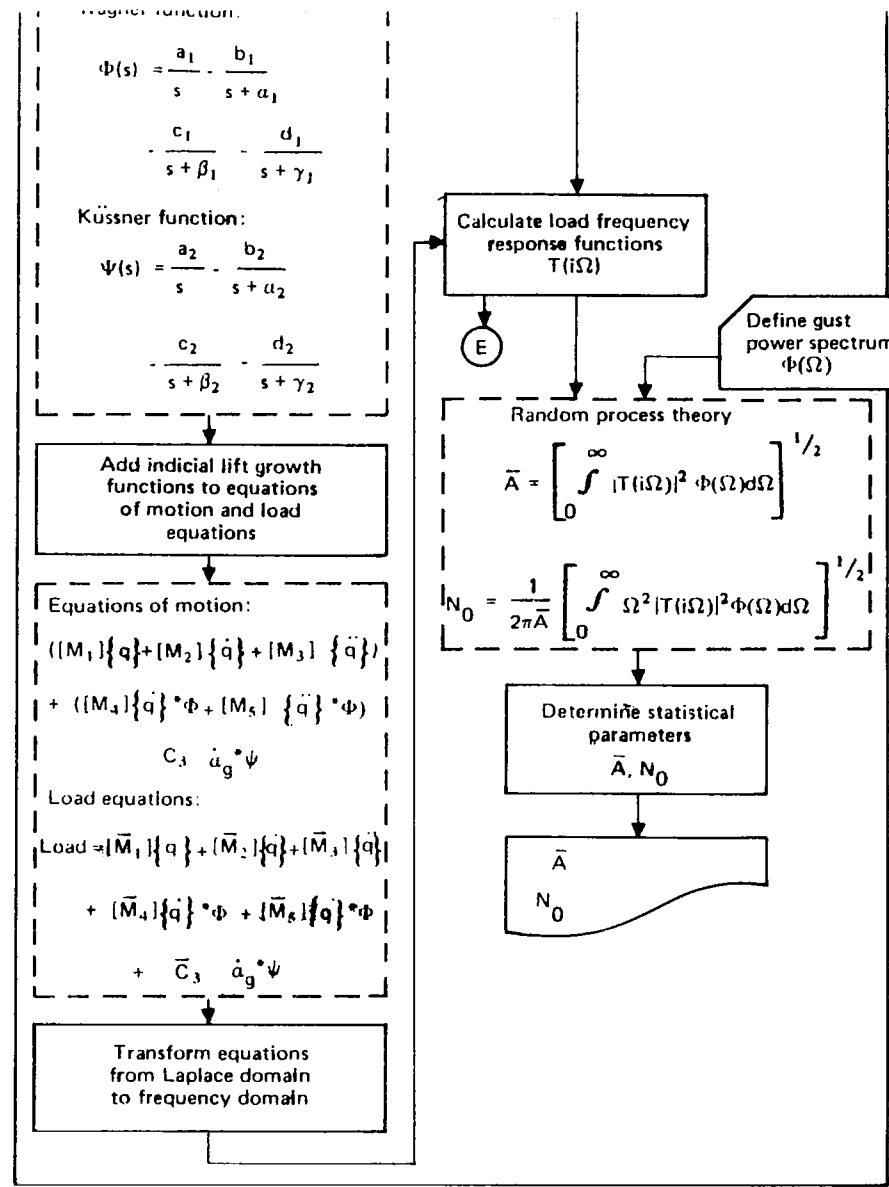 Wagner function:
Φ(s) = a₁/s - b₁/(s + α₁)
- c₁/(s + β₁) - d₁/(s + γ₁)
Küssner function:
Ψ(s) = a₂/s - b₂/(s + α₂)
- c₂/(s + β₂) - d₂/(s + γ₂)
Add indicial lift growth
functions to equations
of motion and load
equations
Equations of motion:
([M₁]{q}+[M₂]{q̇} + [M₃] {q̈})
+ ([M₄]{q̇}*Φ + [M₅] {q̈}*Φ)
C₃ α̇g*ψ
Load equations:
Load = [M̄₁]{q} + [M̄₂]{q̇} + [M̄₃]{q̈}
+ [M̄₄]{q̇}*Φ + [M̄₅]{q̈}*Φ
+ C̄₃ α̇g*ψ
Transform equations
from Laplace domain
to frequency domain
Calculate load frequency
response functions
T(iΩ)
E
Define gust
power spectrum
Φ(Ω)
Random process theory
Ā = [∫₀^∞ |T(iΩ)|² Φ(Ω)dΩ]^1/2
N₀ = 1/(2πĀ) [∫₀^∞ Ω² |T(iΩ)|² Φ(Ω)dΩ]^1/2
Determine statistical
parameters
Ā, N₀
Ā
N₀